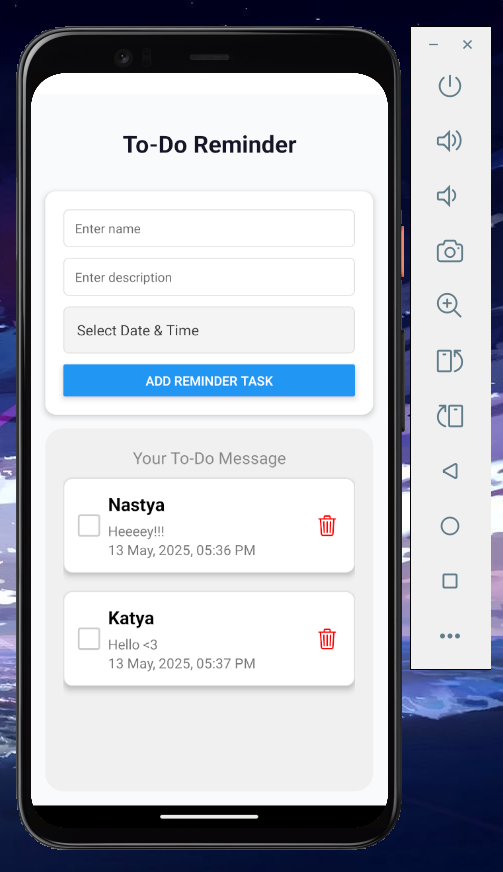 To-Do Reminder
Enter name
Enter description
Select Date & Time
ADD REMINDER TASK
Your To-Do Message
Nastya
Heeeey!!!
13 May, 2025, 05:36 PM
Katya
Hello <3
13 May, 2025, 05:37 PM